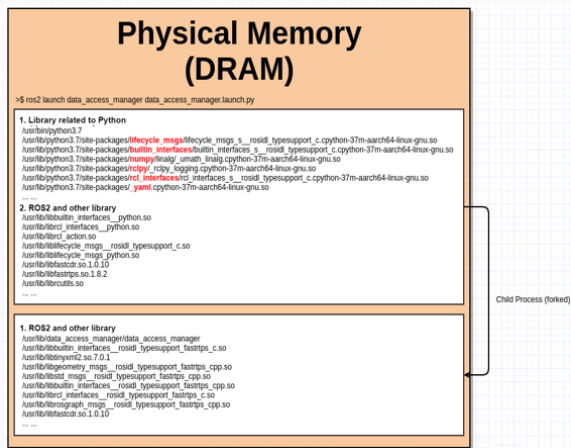 Physical Memory
(DRAM)
>$ ros2 launch data_access_manager data_access_manager.launch.py
1. Library related to Python
/usr/bin/python3.7
/usr/lib/python3.7/site-packages/lifecycle_msgs/lifecycle_msgs_s__rosidl_typesupport_c.cpython-37m-aarch64-linux-gnu.so
/usr/lib/python3.7/site-packages/builtin_interfaces/builtin_interfaces_s__rosidl_typesupport_c.cpython-37m-aarch64-linux-gnu.so
/usr/lib/python3.7/site-packages/numpy/linalg/_umath_linalg.cpython-37m-aarch64-linux-gnu.so
/usr/lib/python3.7/site-packages/rclpy/_rclpy_logging.cpython-37m-aarch64-linux-gnu.so
/usr/lib/python3.7/site-packages/rcl_interfaces/rcl_interfaces_s__rosidl_typesupport_c.cpython-37m-aarch64-linux-gnu.so
/usr/lib/python3.7/site-packages/_yaml.cpython-37m-aarch64-linux-gnu.so
... ...
2. ROS2 and other library
/usr/lib/libbuiltin_interfaces__python.so
/usr/lib/librcl_interfaces__python.so
/usr/lib/librcl_action.so
/usr/lib/liblifecycle_msgs__rosidl_typesupport_c.so
/usr/lib/liblifecycle_msgs_python.so
/usr/lib/libfastcdr.so.1.0.10
/usr/lib/libfastrtps.so.1.8.2
/usr/lib/librcutils.so
... ...
Child Process (forked)
1. ROS2 and other library
/usr/lib/data_access_manager/data_access_manager
/usr/lib/libbuiltin_interfaces__rosidl_typesupport_fastrtps_c.so
/usr/lib/libtinyxml2.so.7.0.1
/usr/lib/libgeometry_msgs__rosidl_typesupport_fastrtps_cpp.so
/usr/lib/libstd_msgs__rosidl_typesupport_fastrtps_cpp.so
/usr/lib/libbuiltin_interfaces__rosidl_typesupport_fastrtps_cpp.so
/usr/lib/librcl_interfaces__rosidl_typesupport_fastrtps_c.so
/usr/lib/librosgraph_msgs__rosidl_typesupport_fastrtps_cpp.so
/usr/lib/libfastcdr.so.1.0.10
... ...